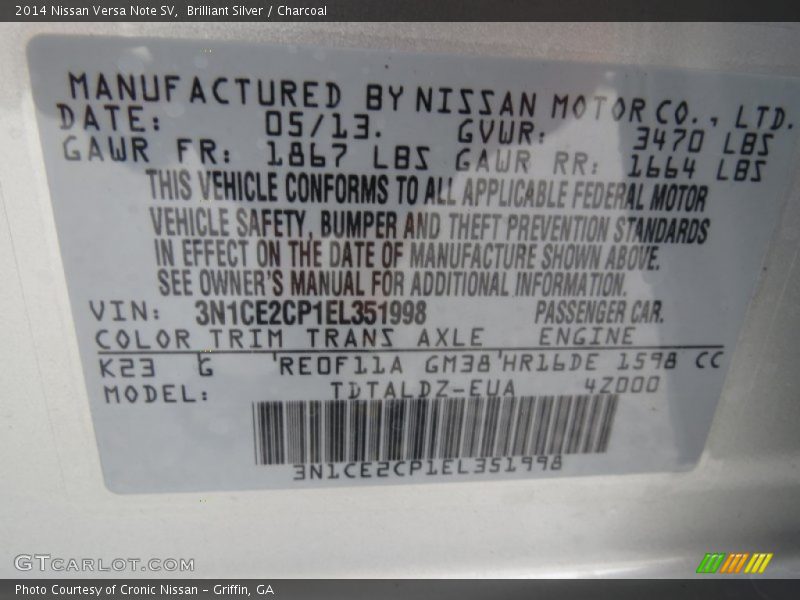 2014 Nissan Versa Note SV, Brilliant Silver / Charcoal
MANUFACTURED BY NISSAN MOTOR CO., LTD.
DATE: 05/13. GVWR: 3470 LBS
GAWR FR: 1867 LBS GAWR RR: 1664 LBS
THIS VEHICLE CONFORMS TO ALL APPLICABLE FEDERAL MOTOR
VEHICLE SAFETY, BUMPER AND THEFT PREVENTION STANDARDS
IN EFFECT ON THE DATE OF MANUFACTURE SHOWN ABOVE.
SEE OWNER'S MANUAL FOR ADDITIONAL INFORMATION.
VIN: 3N1CE2CP1EL351998 PASSENGER CAR.
COLOR TRIM TRANS AXLE ENGINE
K23 G 'RE0F11A GM38'HR16DE 1598 CC
MODEL: TDTALDZ-EUA 4Z000
3N1CE2CP1EL351998
GTCARLOT.COM
Photo Courtesy of Cronic Nissan - Griffin, GA